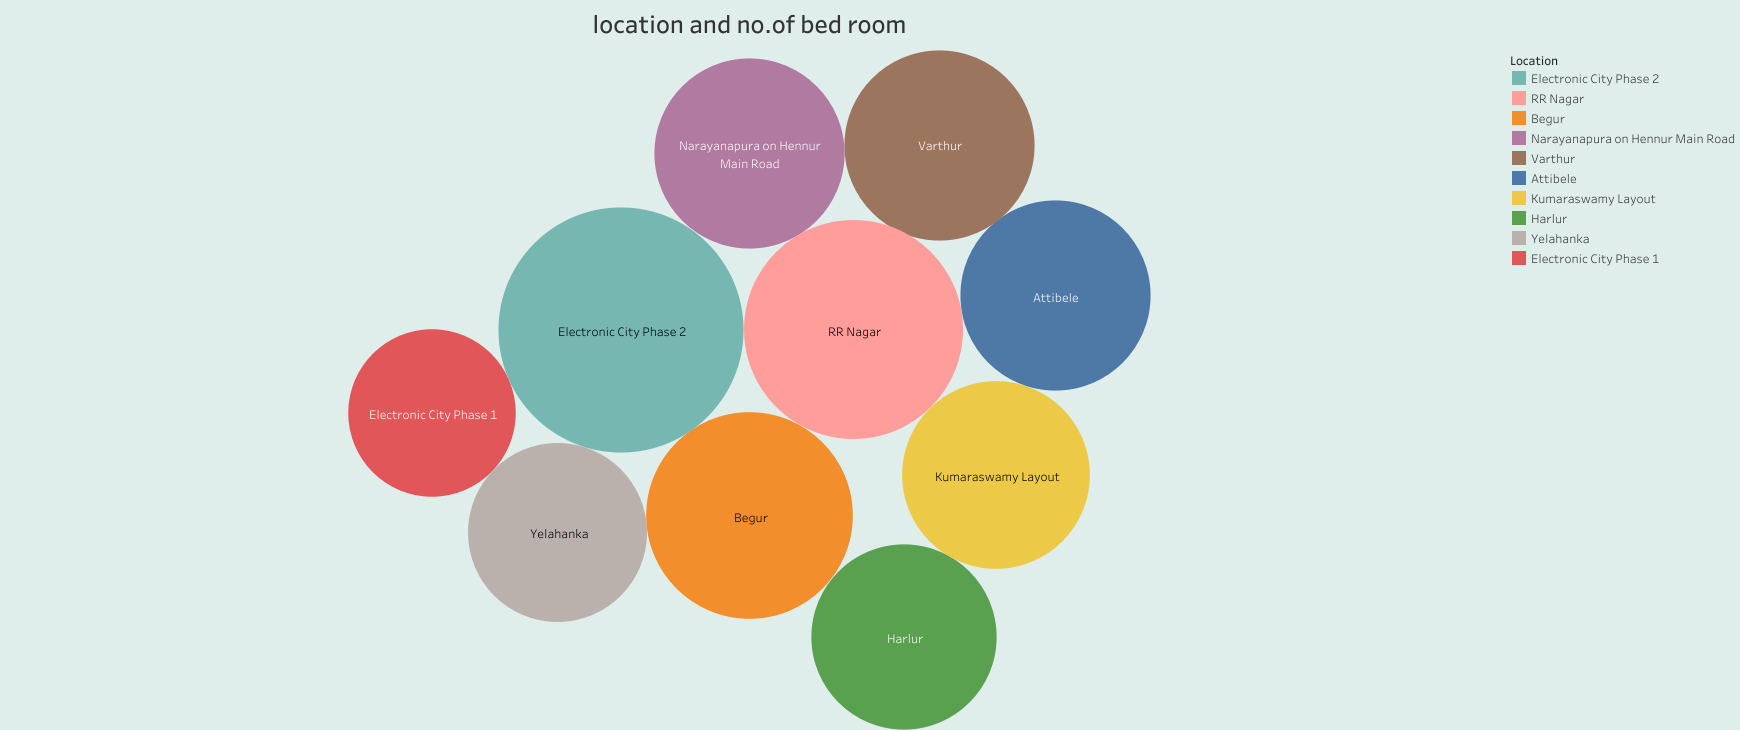 location and no.of bed room
Narayanapura on Hennur
Main Road
Varthur
Attibele
Electronic City Phase 2
RR Nagar
Electronic City Phase 1
Kumaraswamy Layout
Begur
Yelahanka
Harlur
Location
Electronic City Phase 2
RR Nagar
Begur
Narayanapura on Hennur Main Road
Varthur
Attibele
Kumaraswamy Layout
Harlur
Yelahanka
Electronic City Phase 1